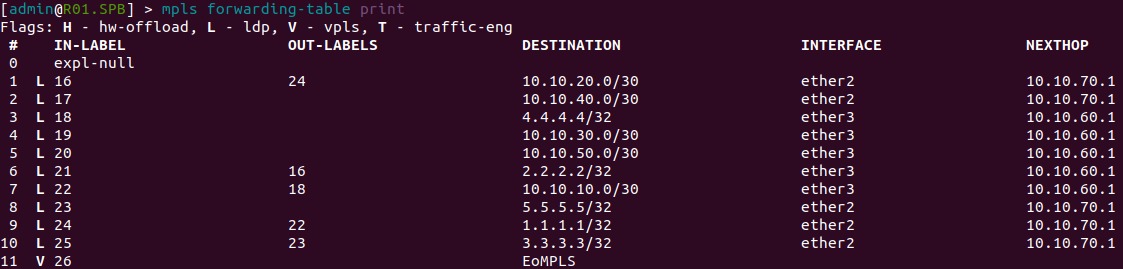 [admin@R01.SPB] > mpls forwarding-table print
Flags: H - hw-offload, L - ldp, V - vpls, T - traffic-eng
#     IN-LABEL     OUT-LABELS     DESTINATION     INTERFACE     NEXTHOP
0     expl-null
1   L 16     24     10.10.20.0/30     ether2     10.10.70.1
2   L 17          10.10.40.0/30     ether2     10.10.70.1
3   L 18          4.4.4.4/32     ether3     10.10.60.1
4   L 19          10.10.30.0/30     ether3     10.10.60.1
5   L 20          10.10.50.0/30     ether3     10.10.60.1
6   L 21     16     2.2.2.2/32     ether3     10.10.60.1
7   L 22     18     10.10.10.0/30     ether3     10.10.60.1
8   L 23          5.5.5.5/32     ether2     10.10.70.1
9   L 24     22     1.1.1.1/32     ether2     10.10.70.1
10  L 25     23     3.3.3.3/32     ether2     10.10.70.1
11  V 26          EoMPLS